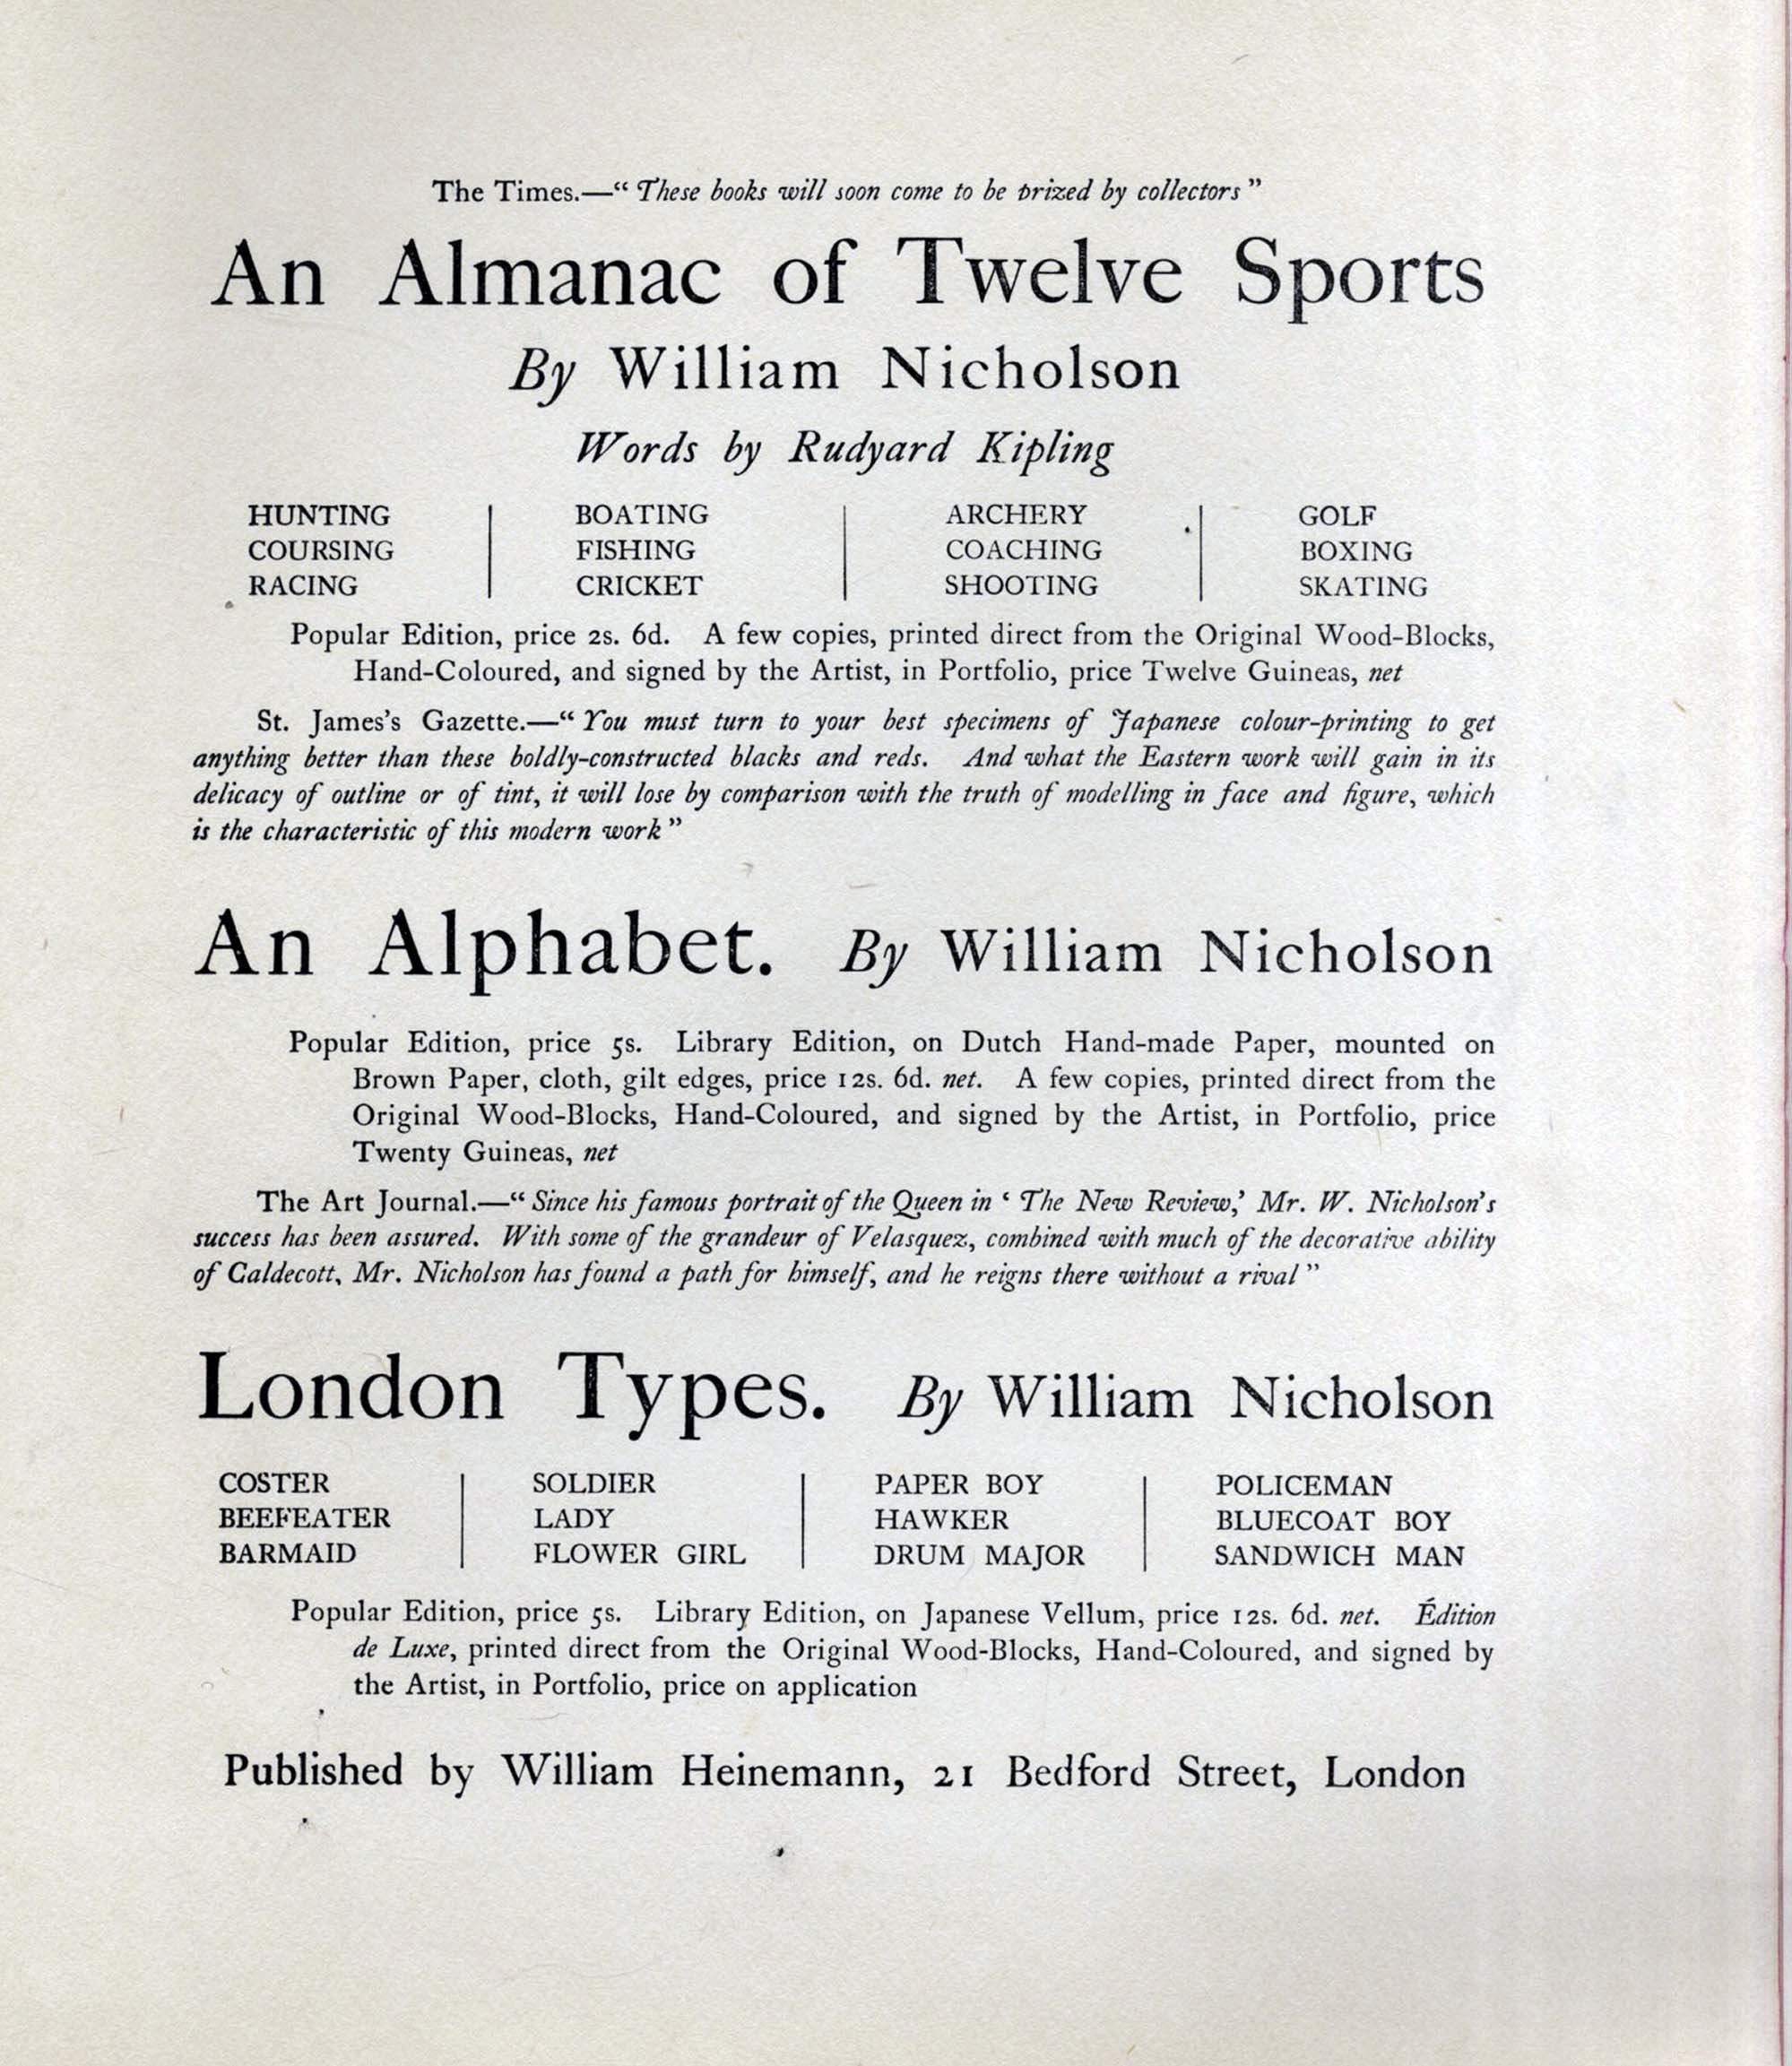 The Times.—“These books will soon come to be prized by collectors”
An Almanac of Twelve Sports
By William Nicholson
Words by Rudyard Kipling
HUNTING BOATING ARCHERY GOLF
COURSING FISHING COACHING BOXING
RACING CRICKET SHOOTING SKATING
Popular Edition, price 2s. 6d. A few copies, printed direct from the Original Wood-Blocks,
Hand-Coloured, and signed by the Artist, in Portfolio, price Twelve Guineas, net
St. James’s Gazette.—“You must turn to your best specimens of Japanese colour-printing to get
anything better than these boldly-constructed blacks and reds. And what the Eastern work will gain in its
delicacy of outline or of tint, it will lose by comparison with the truth of modelling in face and figure, which
is the characteristic of this modern work”
An Alphabet. By William Nicholson
Popular Edition, price 5s. Library Edition, on Dutch Hand-made Paper, mounted on
Brown Paper, cloth, gilt edges, price 12s. 6d. net. A few copies, printed direct from the
Original Wood-Blocks, Hand-Coloured, and signed by the Artist, in Portfolio, price
Twenty Guineas, net
The Art Journal.—“Since his famous portrait of the Queen in ‘The New Review,’ Mr. W. Nicholson’s
success has been assured. With some of the grandeur of Velasquez, combined with much of the decorative ability
of Caldecott, Mr. Nicholson has found a path for himself, and he reigns there without a rival”
London Types. By William Nicholson
COSTER SOLDIER PAPER BOY POLICEMAN
BEEFEATER LADY HAWKER BLUECOAT BOY
BARMAID FLOWER GIRL DRUM MAJOR SANDWICH MAN
Popular Edition, price 5s. Library Edition, on Japanese Vellum, price 12s. 6d. net. Édition
de Luxe, printed direct from the Original Wood-Blocks, Hand-Coloured, and signed by
the Artist, in Portfolio, price on application
Published by William Heinemann, 21 Bedford Street, London